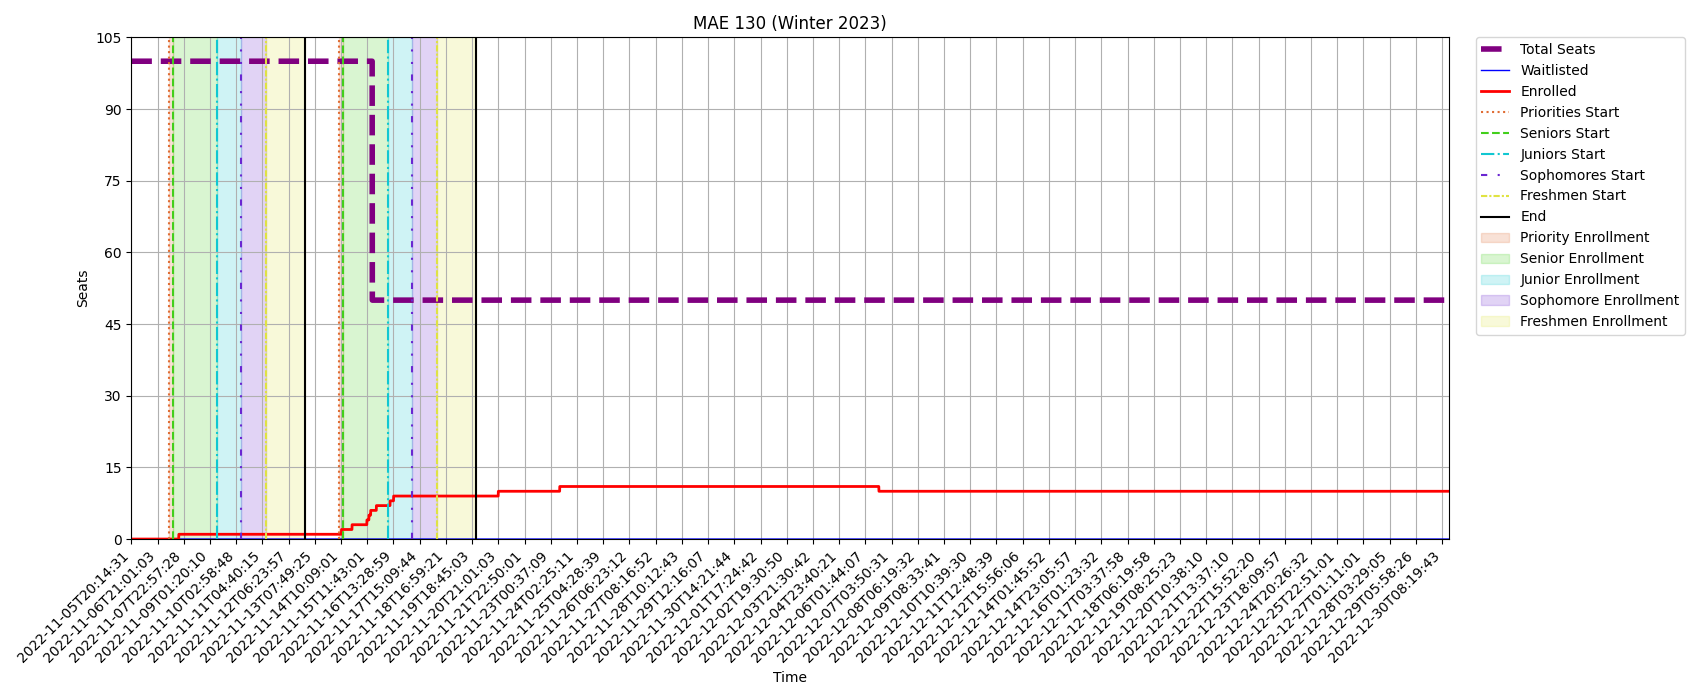 MAE 130 (Winter 2023)
105
90
75
60
45
30
15
0
Seats
2022-11-05T20:14:31
2022-11-06T21:01:03
2022-11-07T22:57:28
2022-11-09T01:20:10
2022-11-10T02:58:48
2022-11-11T04:40:15
2022-11-12T06:23:57
2022-11-13T07:49:25
2022-11-14T10:09:01
2022-11-15T11:43:01
2022-11-16T13:28:59
2022-11-17T15:09:44
2022-11-18T16:59:21
2022-11-19T18:45:03
2022-11-20T21:01:03
2022-11-21T22:50:01
2022-11-23T00:37:09
2022-11-24T02:25:11
2022-11-25T04:28:39
2022-11-26T06:23:12
2022-11-27T08:16:52
2022-11-28T10:12:43
2022-11-29T12:16:07
2022-11-30T14:21:44
2022-12-01T17:24:42
2022-12-02T19:30:50
2022-12-03T21:30:42
2022-12-04T23:40:21
2022-12-06T01:44:07
2022-12-07T03:50:31
2022-12-08T06:19:32
2022-12-09T08:33:41
2022-12-10T10:39:30
2022-12-11T12:48:39
2022-12-12T15:56:06
2022-12-14T01:45:52
2022-12-14T23:05:57
2022-12-16T01:23:32
2022-12-17T03:37:58
2022-12-18T06:19:58
2022-12-19T08:25:23
2022-12-20T10:38:10
2022-12-21T13:37:10
2022-12-22T15:52:20
2022-12-23T18:09:57
2022-12-24T20:26:32
2022-12-25T22:51:01
2022-12-27T01:11:01
2022-12-28T03:29:05
2022-12-29T05:58:26
2022-12-30T08:19:43
Time
Total Seats
Waitlisted
Enrolled
Priorities Start
Seniors Start
Juniors Start
Sophomores Start
Freshmen Start
End
Priority Enrollment
Senior Enrollment
Junior Enrollment
Sophomore Enrollment
Freshmen Enrollment